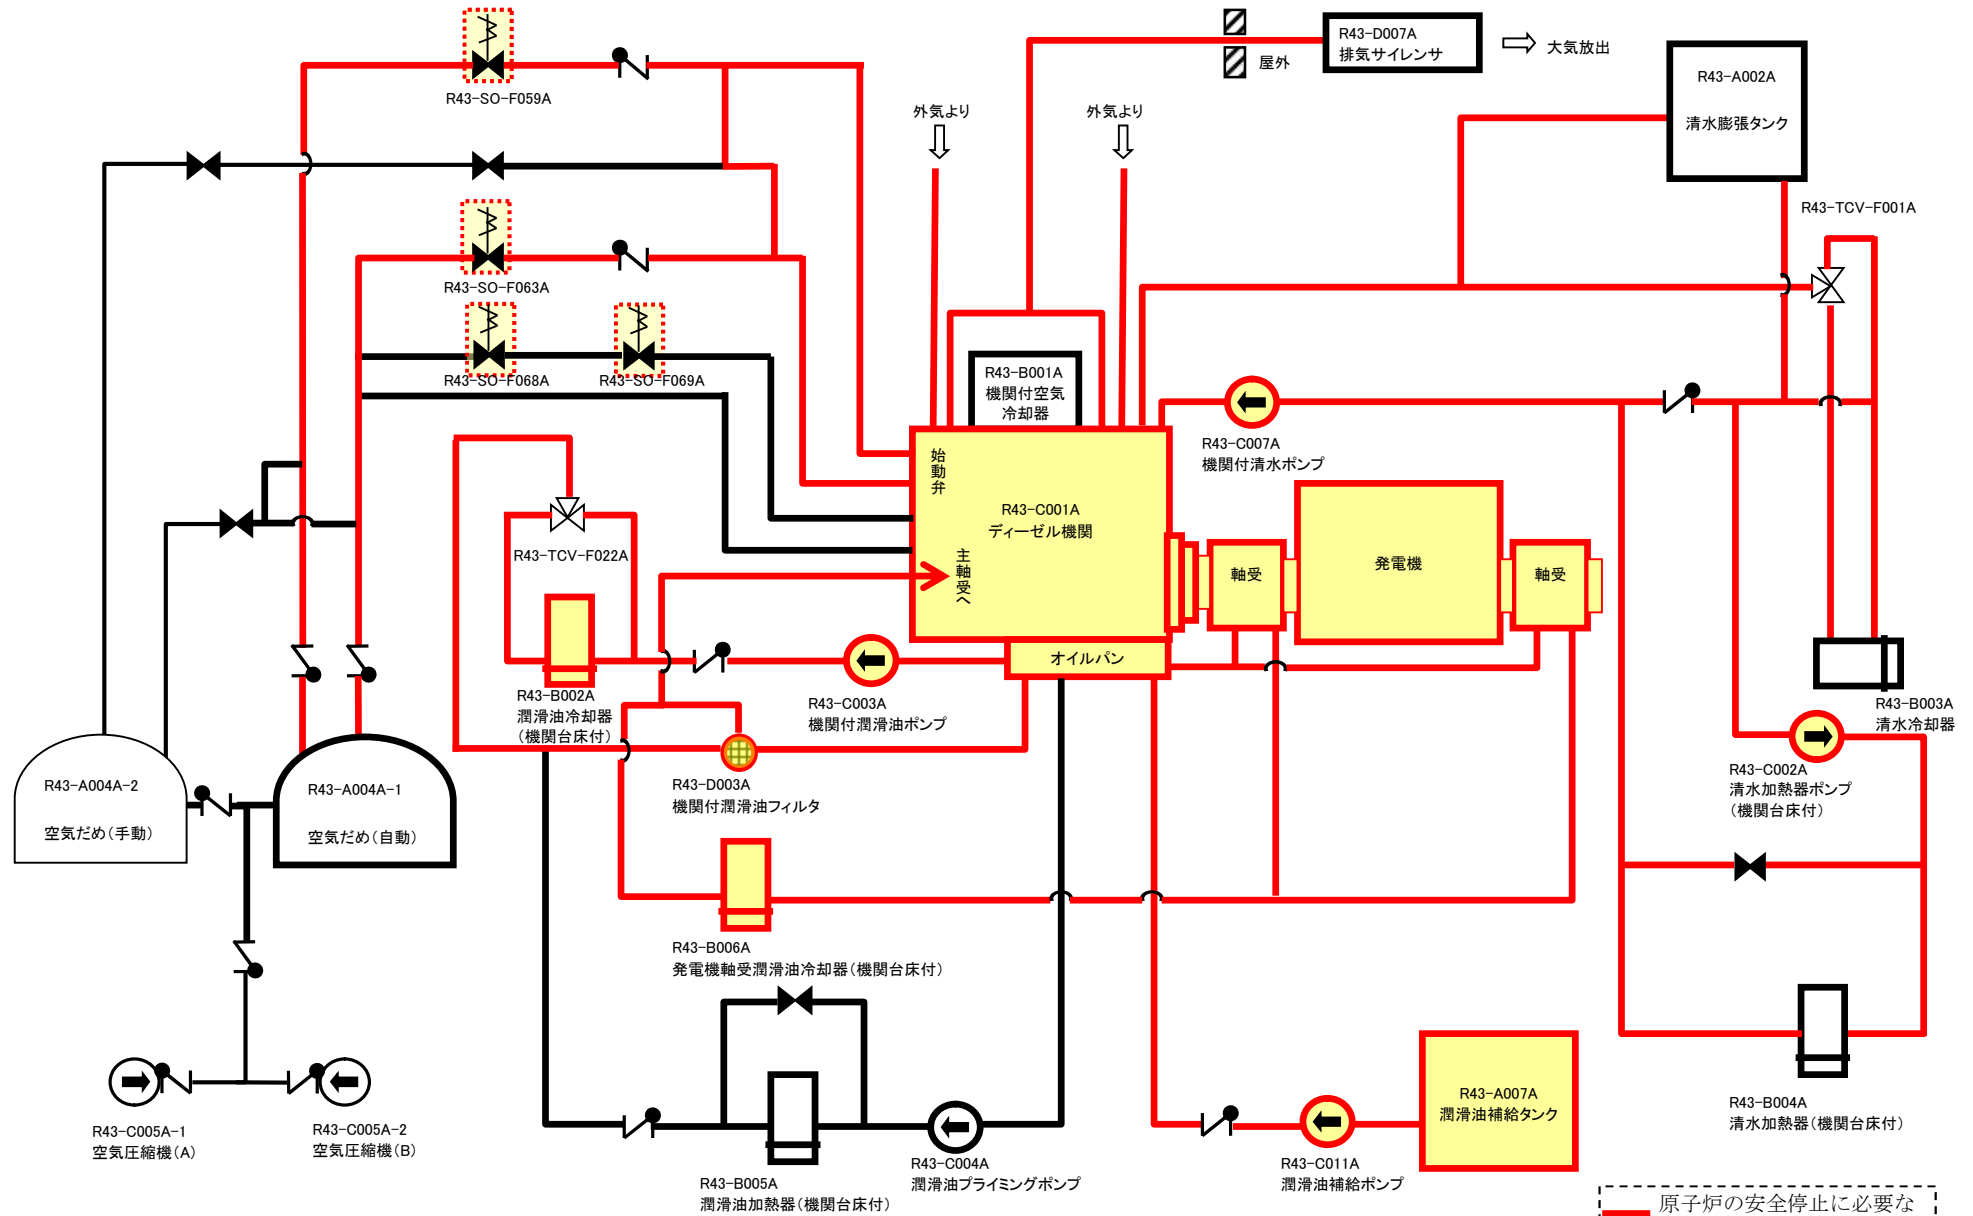 R43-D007A
排気サイレンサ
大気放出
屋外
R43-A002A
清水膨張タンク
R43-SO-F059A
外気より
外気より
R43-TCV-F001A
R43-SO-F063A
R43-SO-F068A
R43-SO-F069A
R43-B001A
機関付空気
冷却器
R43-C007A
機関付清水ポンプ
始動弁
R43-C001A
ディーゼル機関
主軸受へ
軸受
発電機
軸受
R43-TCV-F022A
オイルパン
R43-B002A
潤滑油冷却器
(機関台床付)
R43-C003A
機関付潤滑油ポンプ
R43-B003A
清水冷却器
R43-C002A
清水加熱器ポンプ
(機関台床付)
R43-A004A-2
空気だめ(手動)
R43-A004A-1
空気だめ(自動)
R43-D003A
機関付潤滑油フィルタ
R43-B006A
発電機軸受潤滑油冷却器(機関台床付)
R43-A007A
潤滑油補給タンク
R43-B004A
清水加熱器(機関台床付)
R43-C005A-1
空気圧縮機(A)
R43-C005A-2
空気圧縮機(B)
R43-C004A
潤滑油プライミングポンプ
R43-C011A
潤滑油補給ポンプ
R43-B005A
潤滑油加熱器(機関台床付)
原子炉の安全停止に必要な